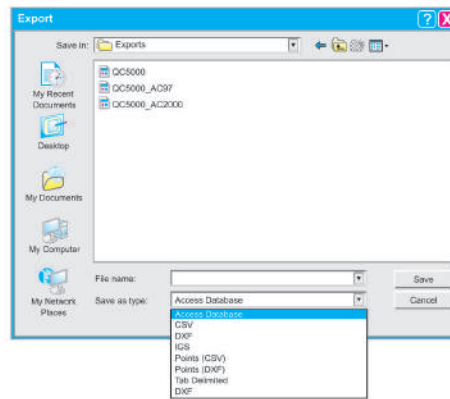 Export ? X
Save in: Exports
QC5000
QC5000_AC97
QC5000_AC2000
My Recent
Documents
Desktop
My Documents
My Computer
My Network
Places
File name: Save
Save as type: Access Database Cancel
Access Database
CSV
DXF
IGS
Points (CSV)
Points (DXF)
Tab Delimited
DXF